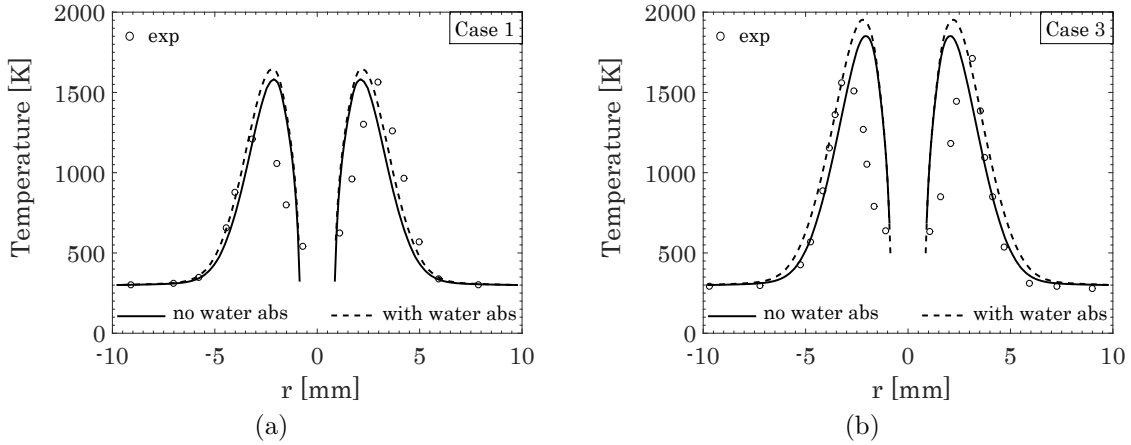 2000
Case 1
exp
1500
1000
500
0
Temperature [K]
no water abs
with water abs
-10
-5
0
5
10
r [mm]
(a)
2000
Case 3
exp
1500
1000
500
0
Temperature [K]
no water abs
with water abs
-10
-5
0
5
10
r [mm]
(b)